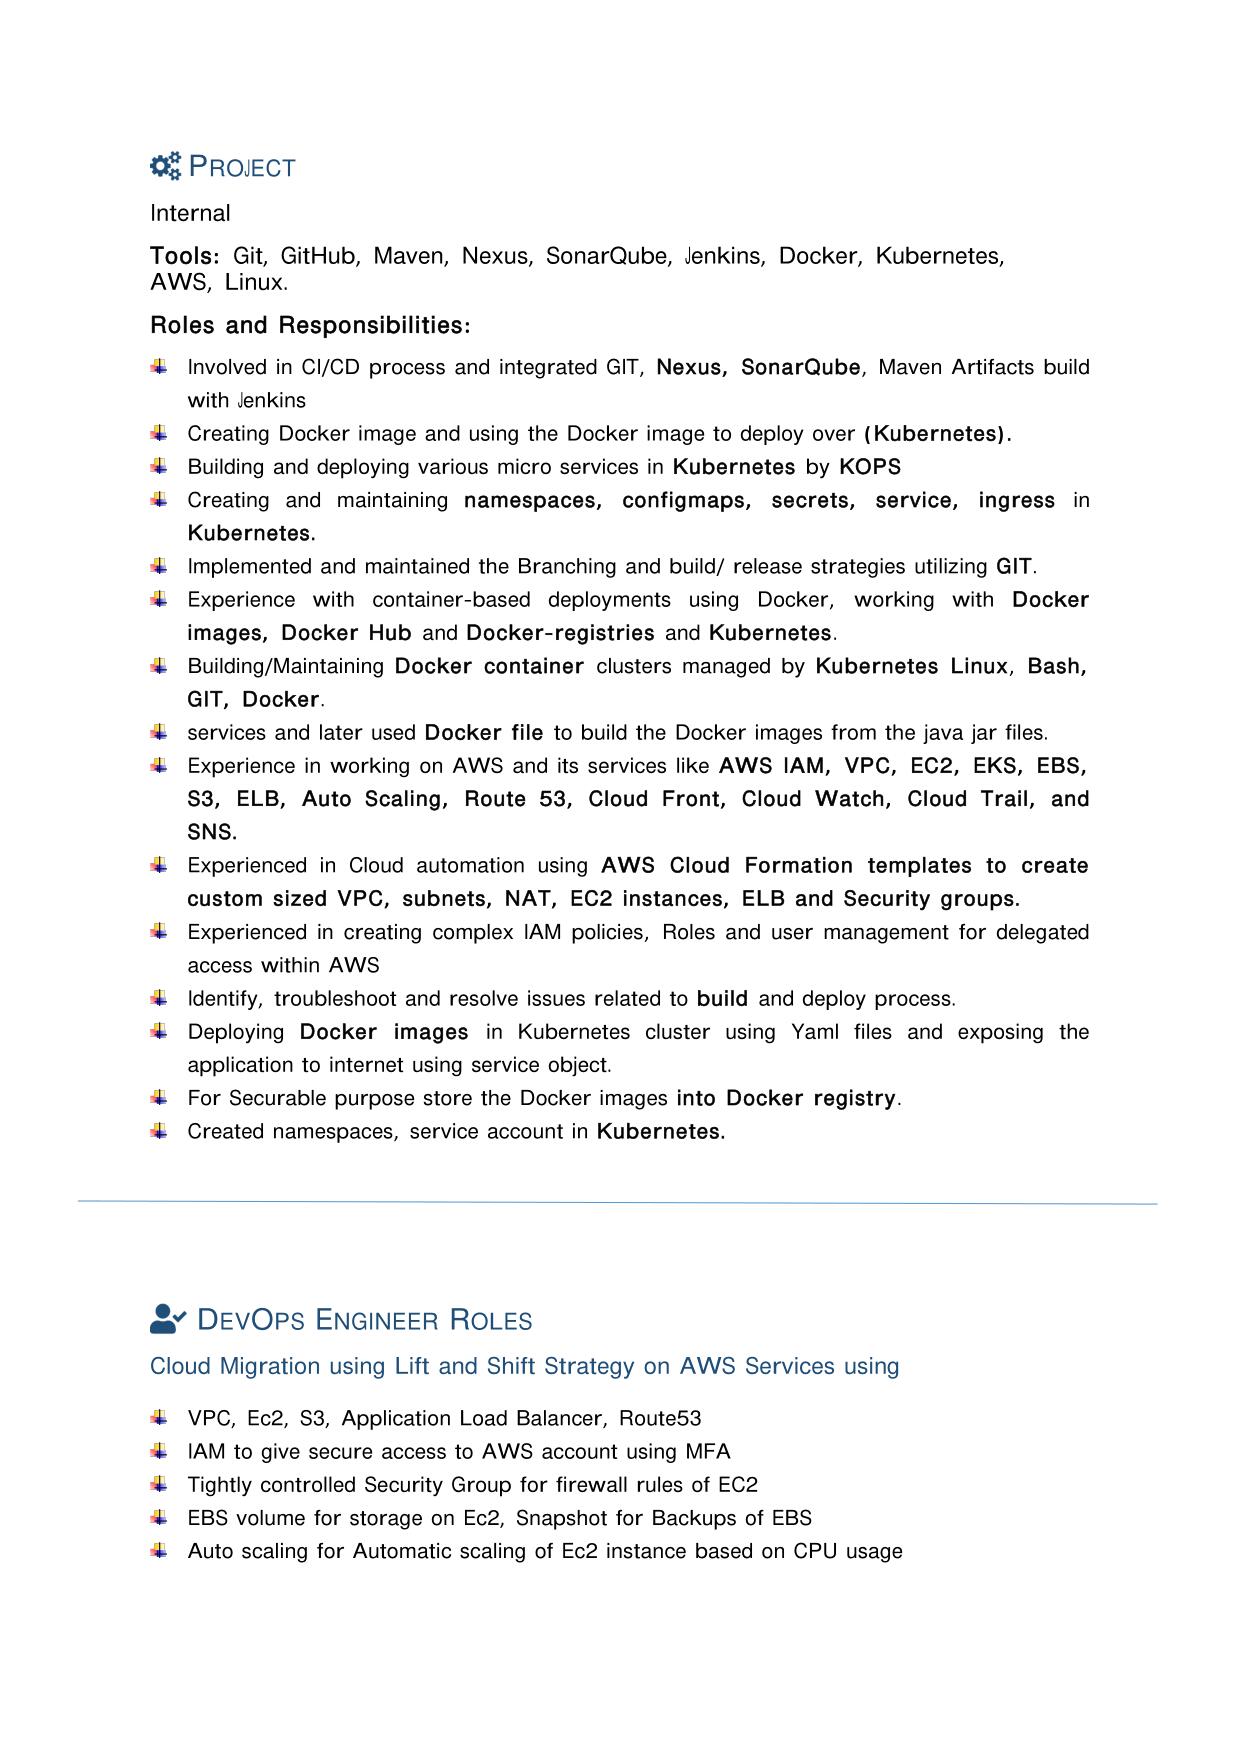 PROJECT
Internal
Tools: Git, GitHub, Maven, Nexus, SonarQube, Jenkins, Docker, Kubernetes,
AWS, Linux.
Roles and Responsibilities:
Involved in CI/CD process and integrated GIT, Nexus, SonarQube, Maven Artifacts build
with Jenkins
Creating Docker image and using the Docker image to deploy over (Kubernetes).
Building and deploying various micro services in Kubernetes by KOPS
Creating and maintaining namespaces, configmaps, secrets, service, ingress in
Kubernetes.
Implemented and maintained the Branching and build/ release strategies utilizing GIT.
Experience with container-based deployments using Docker, working with Docker
images, Docker Hub and Docker-registries and Kubernetes.
Building/Maintaining Docker container clusters managed by Kubernetes Linux, Bash,
GIT, Docker.
services and later used Docker file to build the Docker images from the java jar files.
Experience in working on AWS and its services like AWS IAM, VPC, EC2, EKS, EBS,
S3, ELB, Auto Scaling, Route 53, Cloud Front, Cloud Watch, Cloud Trail, and
SNS.
Experienced in Cloud automation using AWS Cloud Formation templates to create
custom sized VPC, subnets, NAT, EC2 instances, ELB and Security groups.
Experienced in creating complex IAM policies, Roles and user management for delegated
access within AWS
Identify, troubleshoot and resolve issues related to build and deploy process.
Deploying Docker images in Kubernetes cluster using Yaml files and exposing the
application to internet using service object.
For Securable purpose store the Docker images into Docker registry.
Created namespaces, service account in Kubernetes.
DEVOPS ENGINEER ROLES
Cloud Migration using Lift and Shift Strategy on AWS Services using
VPC, Ec2, S3, Application Load Balancer, Route53
IAM to give secure access to AWS account using MFA
Tightly controlled Security Group for firewall rules of EC2
EBS volume for storage on Ec2, Snapshot for Backups of EBS
Auto scaling for Automatic scaling of Ec2 instance based on CPU usage